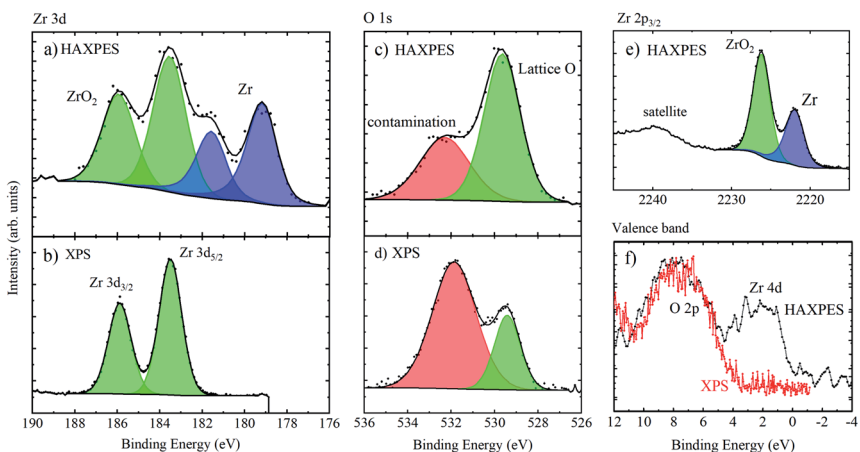 Zr 3d
a) HAXPES
ZrO₂
Zr
b) XPS
Zr 3d₃/₂
Zr 3d₅/₂
190 188 186 184 182 180 178 176
Binding Energy (eV)
Intensity (arb. units)
O 1s
c) HAXPES
Lattice O
contamination
d) XPS
536 534 532 530 528 526
Binding Energy (eV)
Zr 2p₃/₂
e) HAXPES
ZrO₂
Zr
satellite
2240 2230 2220
Binding Energy (eV)
Valence band
f)
Zr 4d
O 2p
HAXPES
XPS
12 10 8 6 4 2 0 -2 -4
Binding Energy (eV)